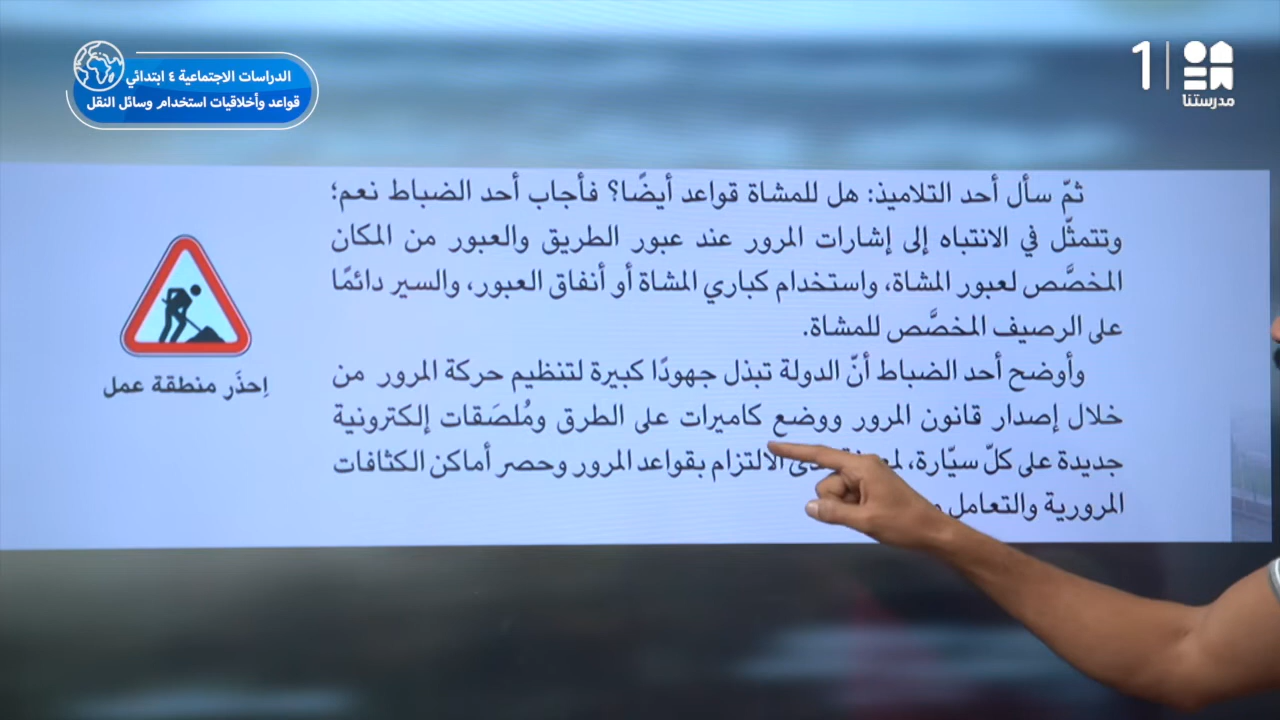 الدراسات الاجتماعية ٤ ابتدائي
قواعد وأخلاقيات استخدام وسائل النقل
1
مدرستنا
ثمّ سأل أحد التلاميذ: هل للمشاة قواعد أيضًا؟ فأجاب أحد الضباط نعم؛
وتتمثّل في الانتباه إلى إشارات المرور عند عبور الطريق والعبور من المكان
المخصَّص لعبور المشاة، واستخدام كباري المشاة أو أنفاق العبور، والسير دائمًا
على الرصيف المخصَّص للمشاة.
وأوضح أحد الضباط أنّ الدولة تبذل جهودًا كبيرة لتنظيم حركة المرور من
خلال إصدار قانون المرور ووضع كاميرات على الطرق ومُلصَقات إلكترونية
جديدة على كلّ سيّارة، الالتزام بقواعد المرور وحصر أماكن الكثافات
المرورية والتعامل
اِحذَر منطقة عمل